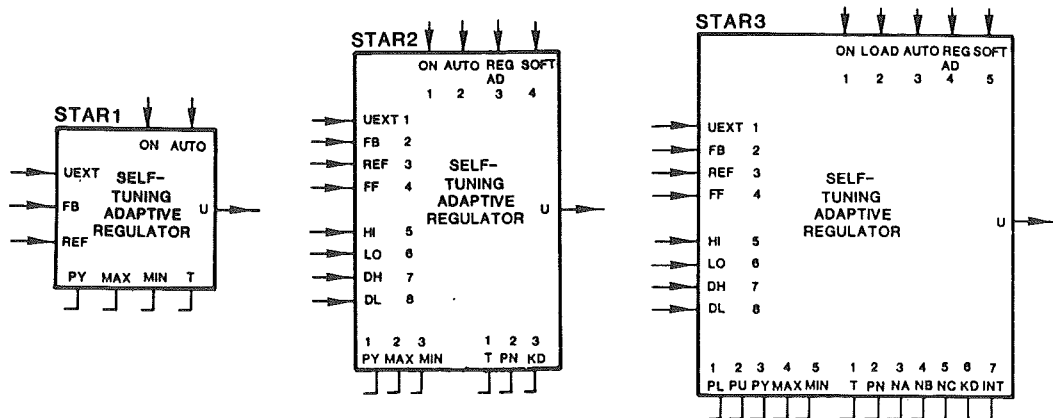 STAR1
ON AUTO
UEXT
FB
REF
SELF-
TUNING
ADAPTIVE
REGULATOR
U
PY MAX MIN T
STAR2
ON AUTO REG SOFT
AD
1 2 3 4
UEXT 1
FB 2
REF 3
FF 4
HI 5
LO 6
DH 7
DL 8
SELF-
TUNING
ADAPTIVE
REGULATOR
U
1 2 3 1 2 3
PY MAX MIN T PN KD
STAR3
ON LOAD AUTO REG SOFT
AD
1 2 3 4 5
UEXT 1
FB 2
REF 3
FF 4
HI 5
LO 6
DH 7
DL 8
SELF-
TUNING
ADAPTIVE
REGULATOR
U
1 2 3 4 5 1 2 3 4 5 6 7
PL PU PY MAX MIN T PN NA NB NC KD INT